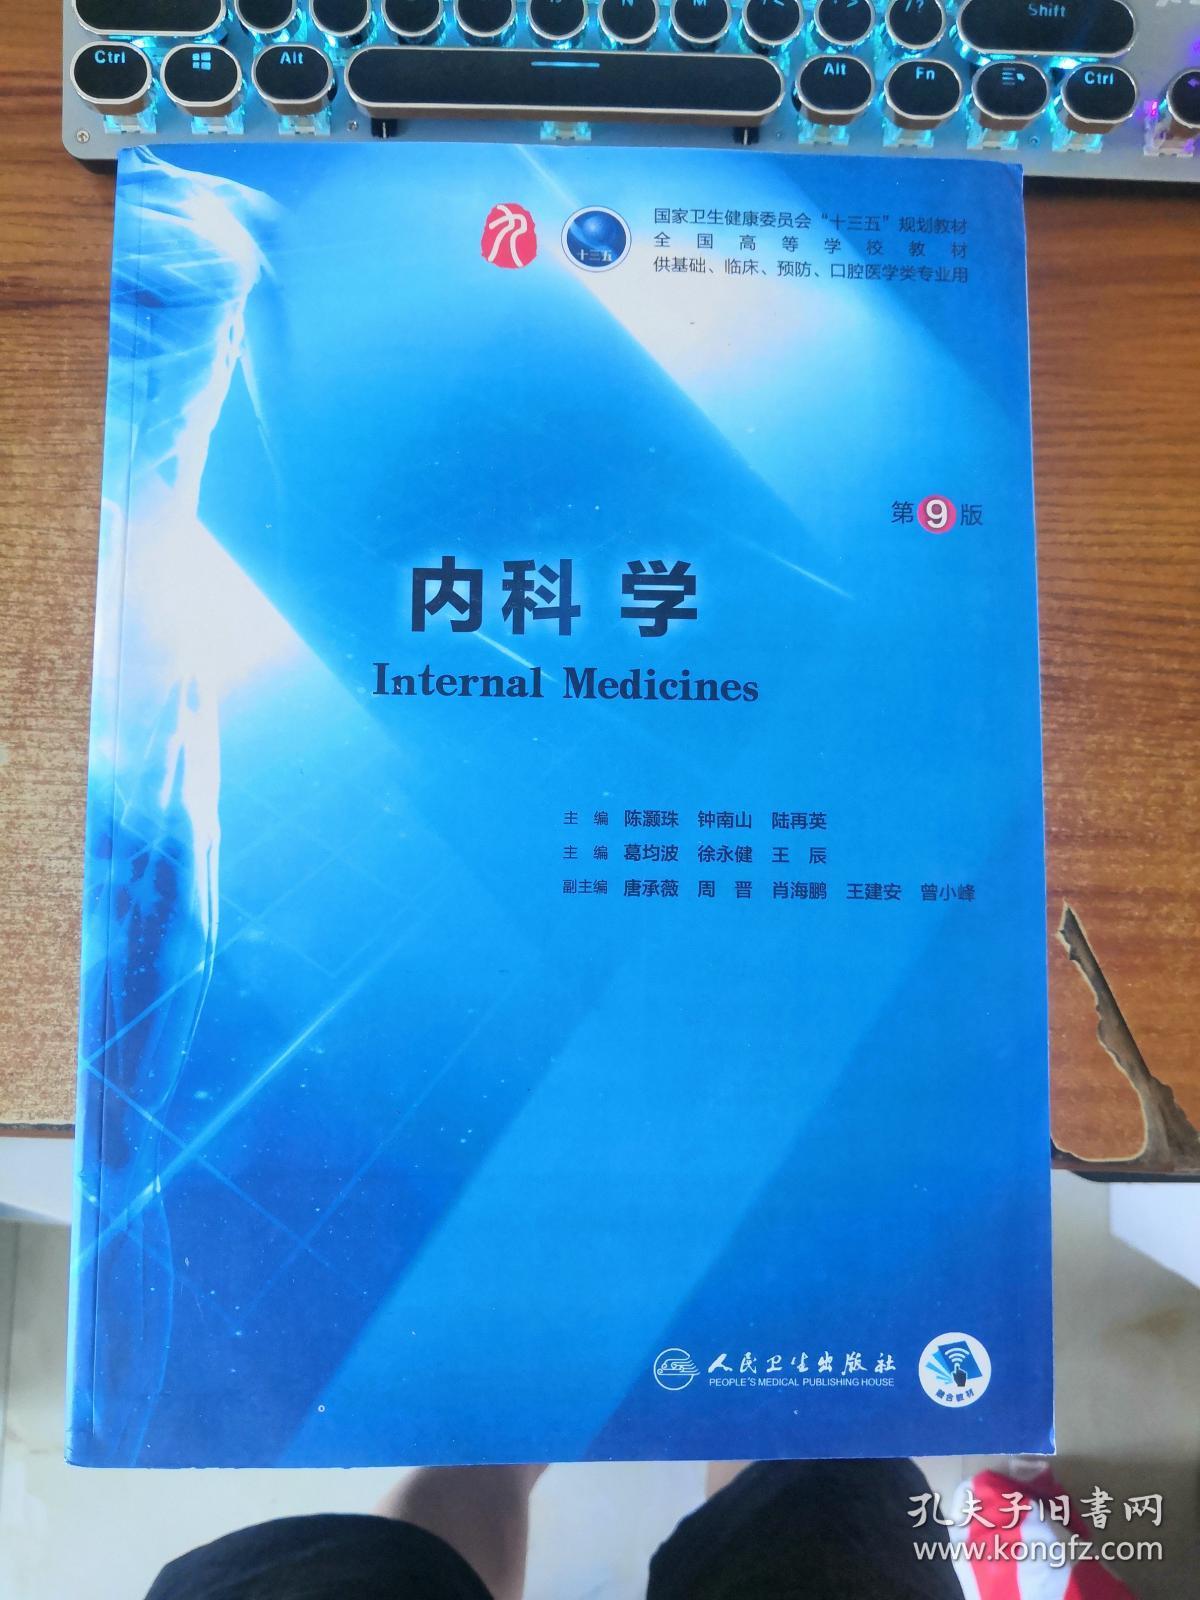 Shift
Ctrl
Alt
Alt
Fn
Ctrl
国家卫生健康委员会“十三五”规划教材
全国高等学校教材
供基础、临床、预防、口腔医学类专业用
十三五
第9版
内科学
Internal Medicines
主编 陈灏珠 钟南山 陆再英
主编 葛均波 徐永健 王辰
副主编 唐承薇 周晋 肖海鹏 王建安 曾小峰
人民卫生出版社
PEOPLE'S MEDICAL PUBLISHING HOUSE
融合教材
孔夫子旧书网
www.kongfz.com